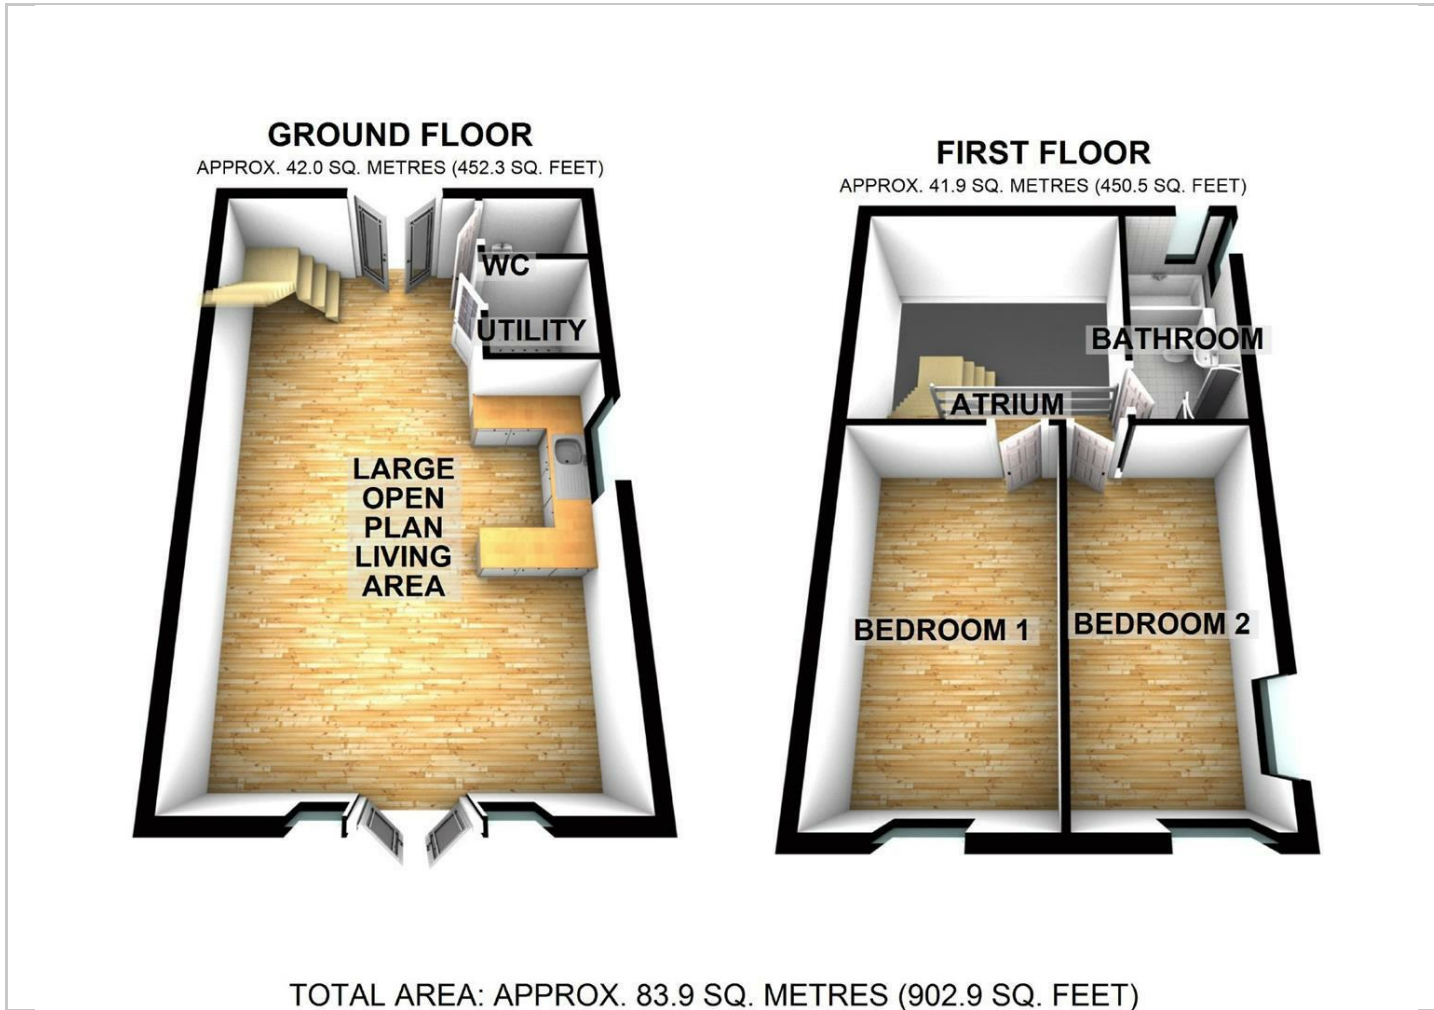 GROUND FLOOR
APPROX. 42.0 SQ. METRES (452.3 SQ. FEET)
WC
UTILITY
LARGE
OPEN
PLAN
LIVING
AREA
FIRST FLOOR
APPROX. 41.9 SQ. METRES (450.5 SQ. FEET)
BATHROOM
ATRIUM
BEDROOM 1
BEDROOM 2
TOTAL AREA: APPROX. 83.9 SQ. METRES (902.9 SQ. FEET)